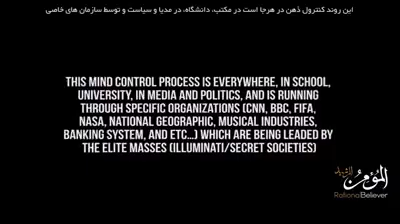 این روند کنترول ذهن در هرجا است در مکتب، دانشگاه، در مدیا و سیاست و توسط سازمان های خاصی
THIS MIND CONTROL PROCESS IS EVERYWHERE, IN SCHOOL,
UNIVERSITY, IN MEDIA AND POLITICS, AND IS RUNNING
THROUGH SPECIFIC ORGANIZATIONS (CNN, BBC, FIFA,
NASA, NATIONAL GEOGRAPHIC, MUSICAL INDUSTRIES,
BANKING SYSTEM, AND ETC...) WHICH ARE BEING LEADED BY
THE ELITE MASSES (ILLUMINATI/SECRET SOCIETIES)
المؤمن
RationalBeliever